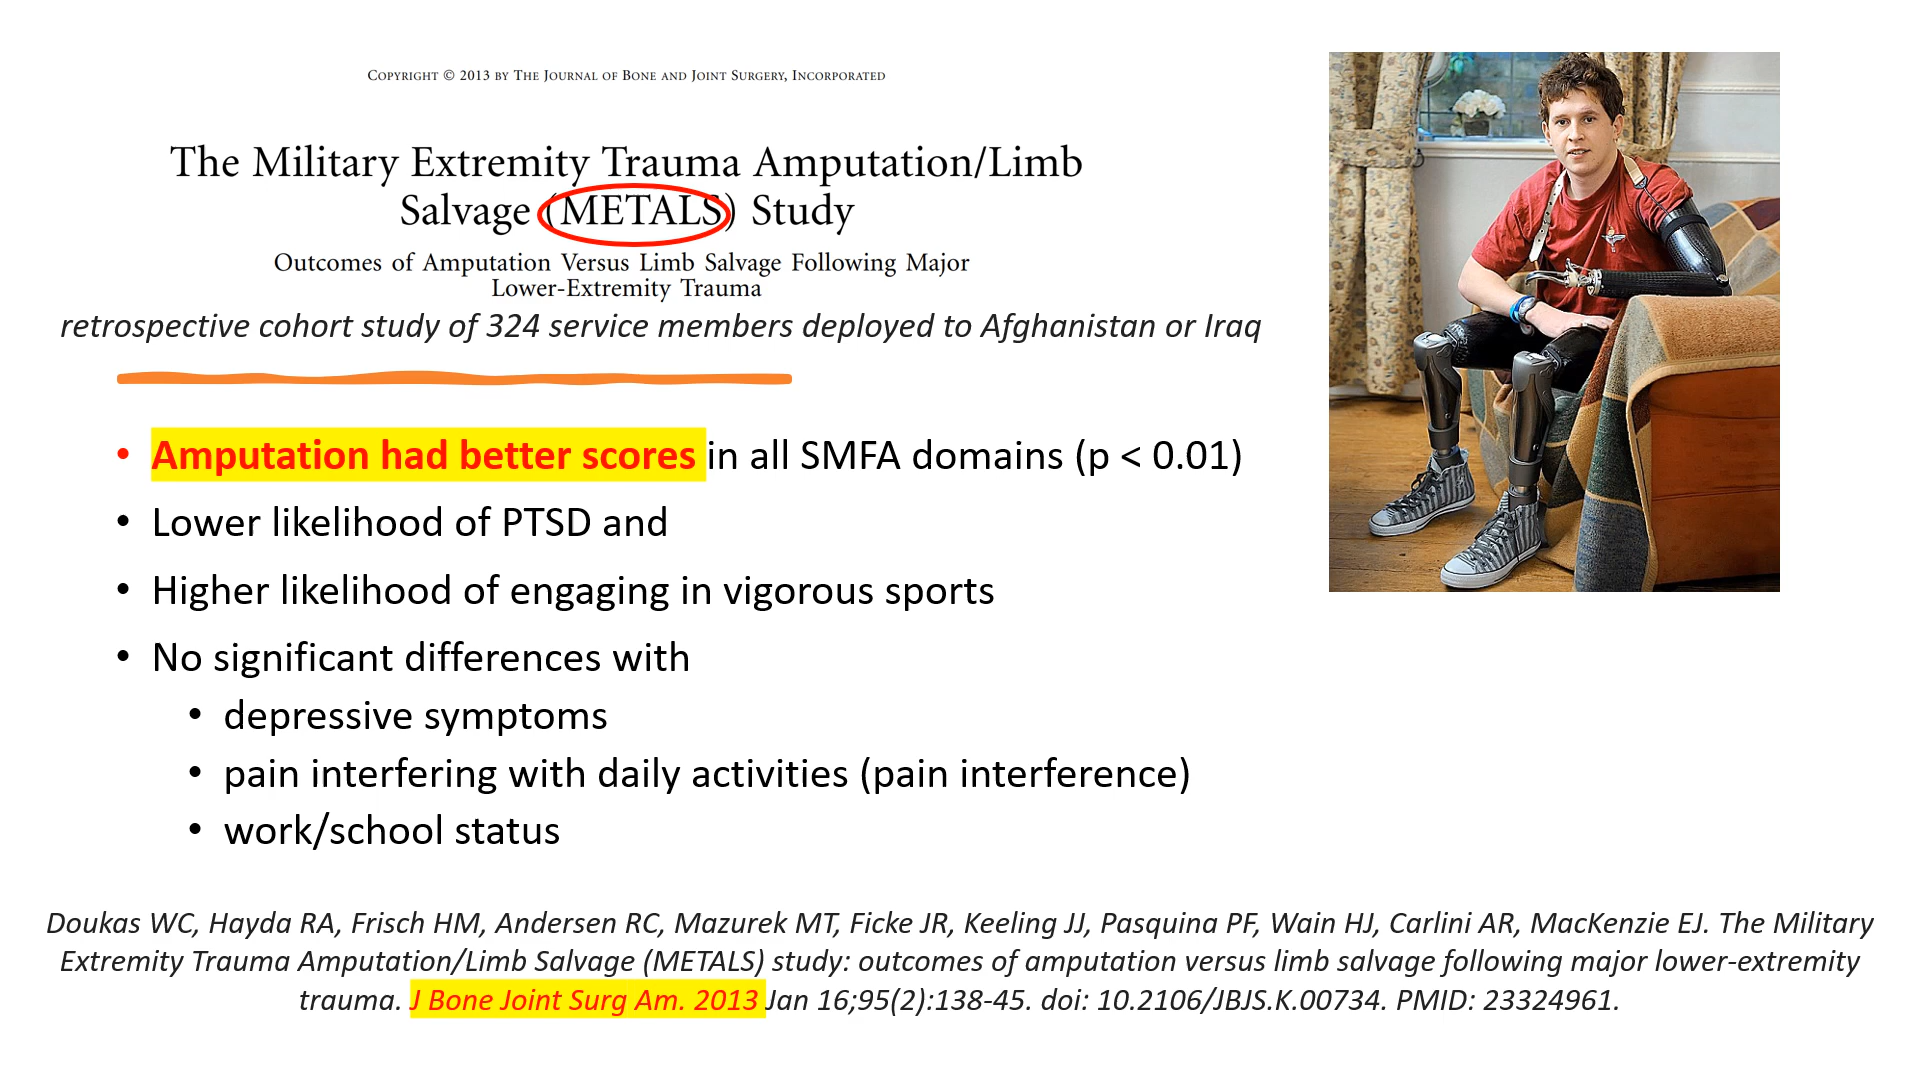 COPYRIGHT © 2013 BY THE JOURNAL OF BONE AND JOINT SURGERY, INCORPORATED
The Military Extremity Trauma Amputation/Limb
Salvage (METALS) Study
Outcomes of Amputation Versus Limb Salvage Following Major
Lower-Extremity Trauma
retrospective cohort study of 324 service members deployed to Afghanistan or Iraq
• Amputation had better scores in all SMFA domains (p < 0.01)
• Lower likelihood of PTSD and
• Higher likelihood of engaging in vigorous sports
• No significant differences with
• depressive symptoms
• pain interfering with daily activities (pain interference)
• work/school status
Doukas WC, Hayda RA, Frisch HM, Andersen RC, Mazurek MT, Ficke JR, Keeling JJ, Pasquina PF, Wain HJ, Carlini AR, MacKenzie EJ. The Military
Extremity Trauma Amputation/Limb Salvage (METALS) study: outcomes of amputation versus limb salvage following major lower-extremity
trauma. J Bone Joint Surg Am. 2013 Jan 16;95(2):138-45. doi: 10.2106/JBJS.K.00734. PMID: 23324961.